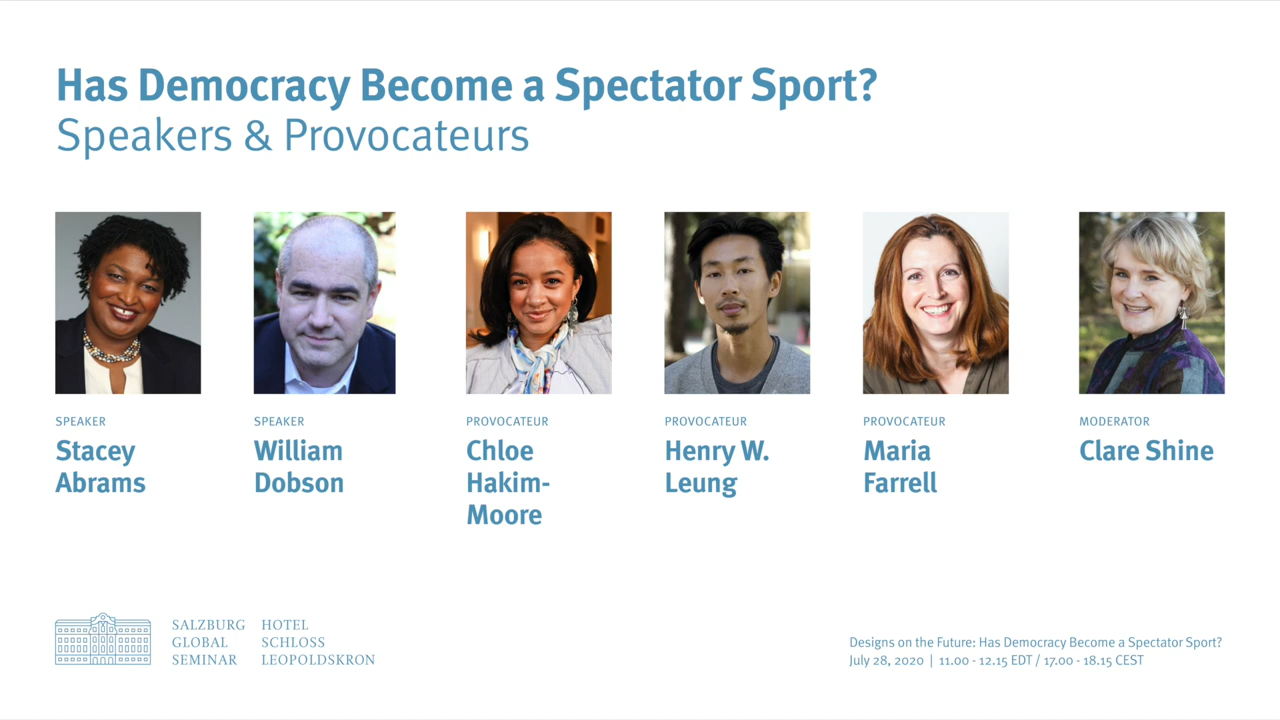 Has Democracy Become a Spectator Sport?
Speakers & Provocateurs
SPEAKER
Stacey
Abrams
SPEAKER
William
Dobson
PROVOCATEUR
Chloe
Hakim-
Moore
PROVOCATEUR
Henry W.
Leung
PROVOCATEUR
Maria
Farrell
MODERATOR
Clare Shine
SALZBURG
GLOBAL
SEMINAR
HOTEL
SCHLOSS
LEOPOLDSKRON
Designs on the Future: Has Democracy Become a Spectator Sport?
July 28, 2020 | 11.00 - 12.15 EDT / 17.00 - 18.15 CEST